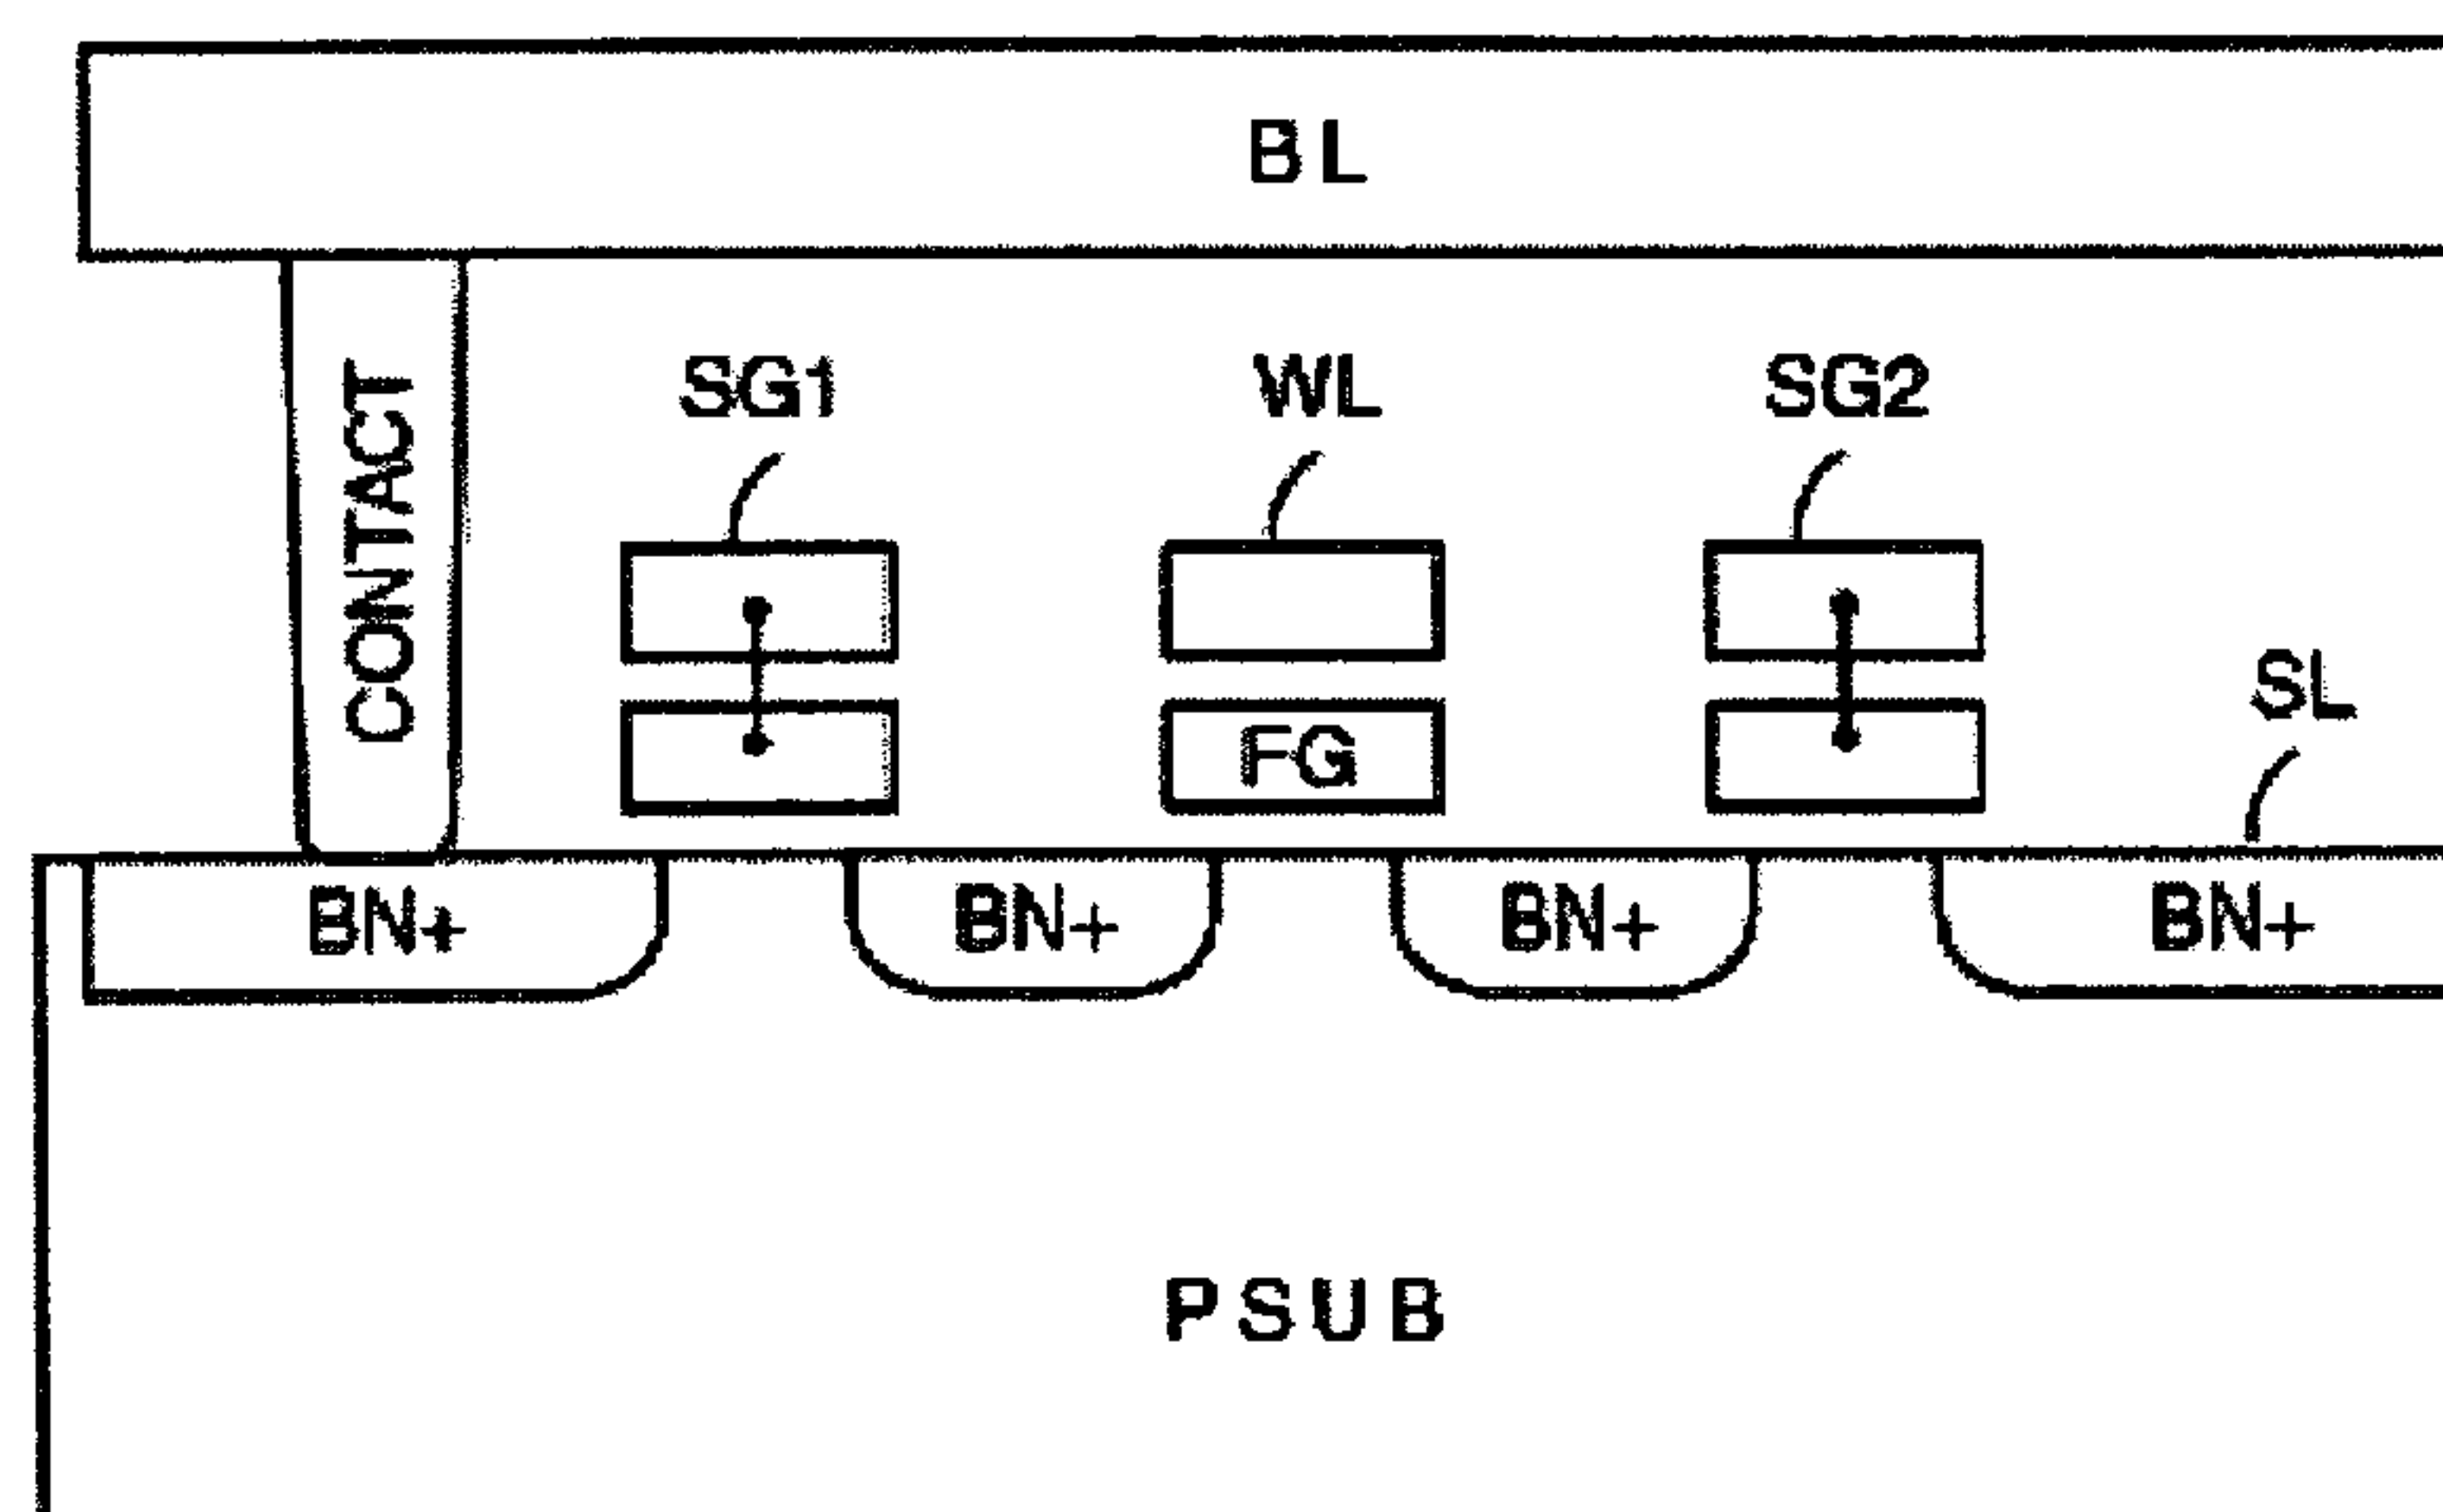 BL
CONTACT
SG1 WL SG2
SL
FG
BN+ BN+ BN+ BN+
PSUB